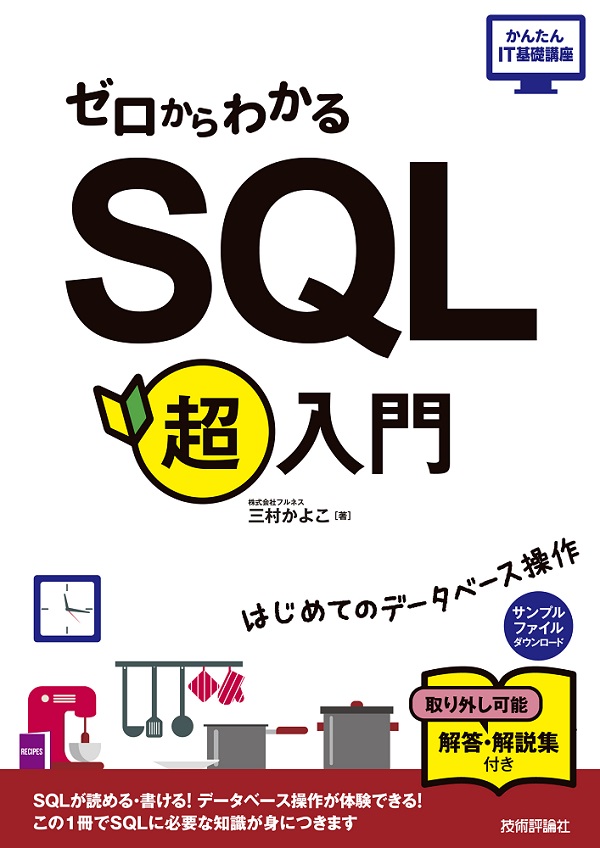 かんたん
IT基礎講座
ゼロからわかる
SQL
超入門
株式会社フルネス
三村かよこ[著]
はじめてのデータベース操作
サンプル
ファイル
ダウンロード
取り外し可能
解答・解説集
付き
RECIPES
SQLが読める・書ける!データベース操作が体験できる!
この1冊でSQLに必要な知識が身につきます
技術評論社